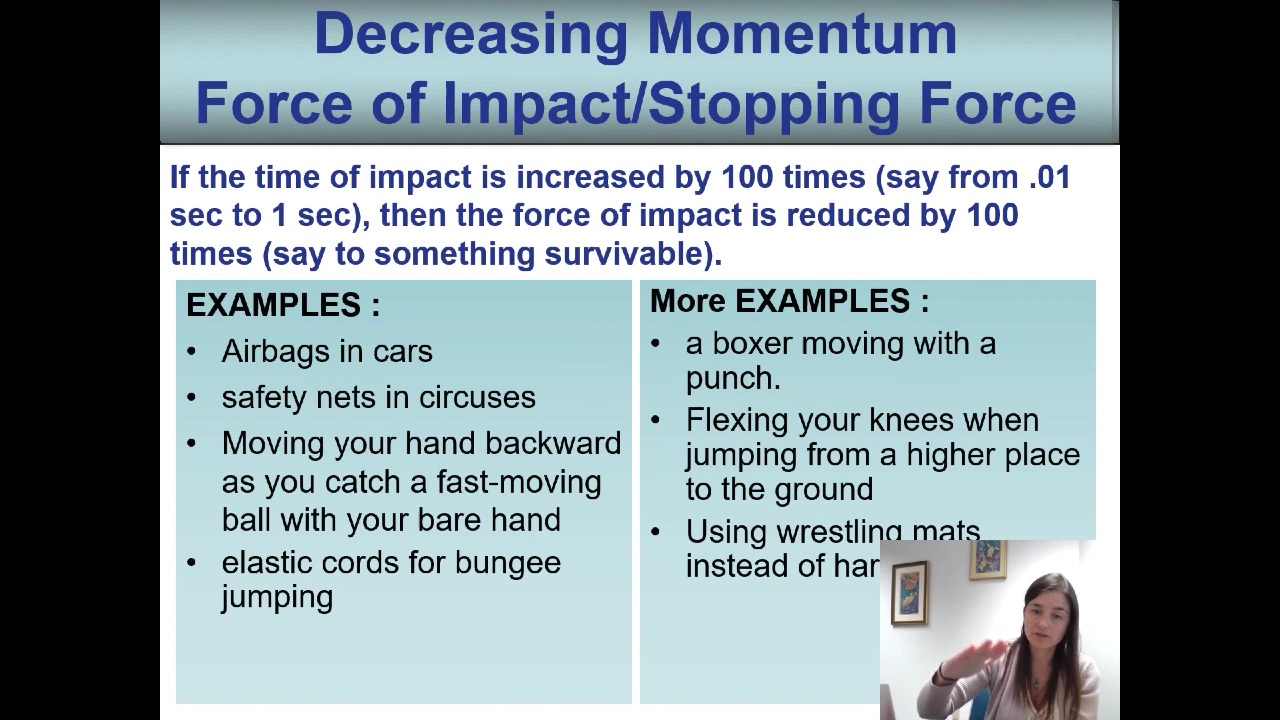 Decreasing Momentum
Force of Impact/Stopping Force
If the time of impact is increased by 100 times (say from .01
sec to 1 sec), then the force of impact is reduced by 100
times (say to something survivable).
EXAMPLES :
• Airbags in cars
• safety nets in circuses
• Moving your hand backward
as you catch a fast-moving
ball with your bare hand
• elastic cords for bungee
jumping
More EXAMPLES :
• a boxer moving with a
punch.
• Flexing your knees when
jumping from a higher place
to the ground
• Using wrestling mats
instead of